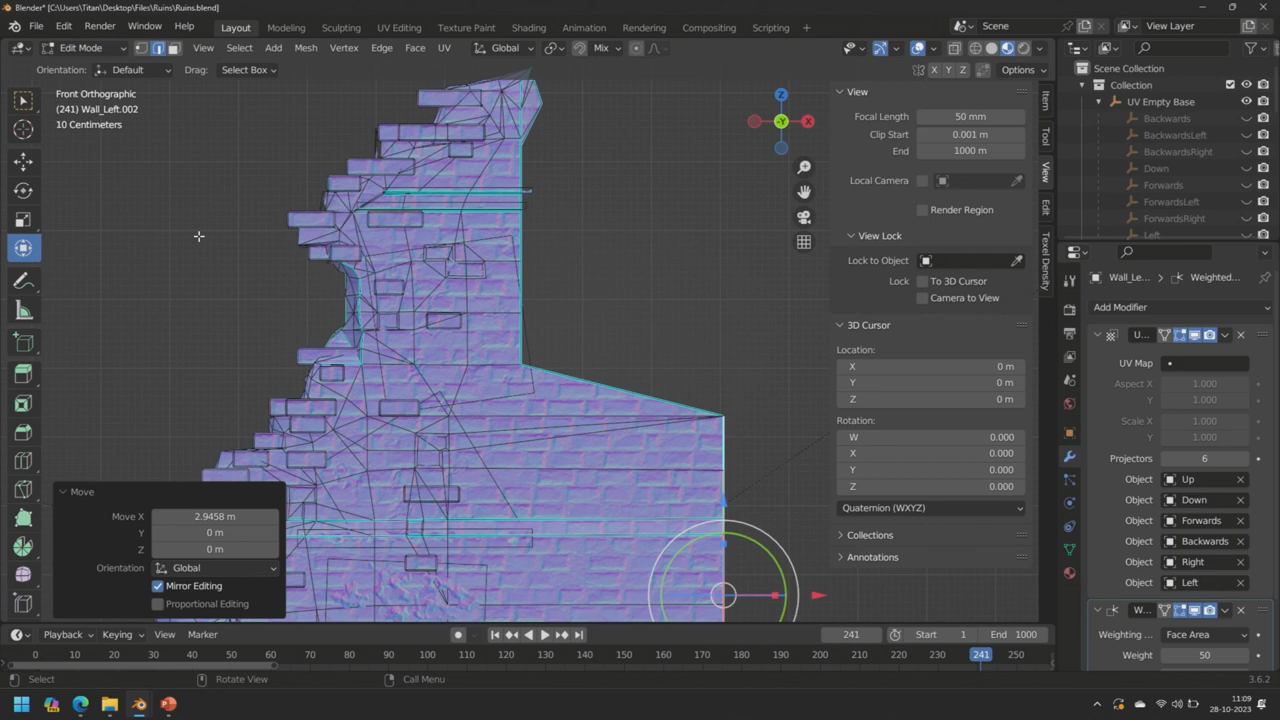 Blender* [C:\Users\Titan\Desktop\Files\Ruins\Ruins.blend]
File Edit Render Window Help Layout Modeling Sculpting UV Editing Texture Paint Shading Animation Rendering Compositing Geometry Nodes Scripting + Scene View Layer
Edit Mode View Select Add Mesh Vertex Edge Face UV Global Mix
Orientation: Default Drag: Select Box X Y Z Options
Front Orthographic
(241) Wall_Left.002
10 Centimeters
Z
-Y
X
View
Focal Length 50 mm
Clip Start 0.001 m
End 1000 m
Local Camera
Render Region
View Lock
Lock to Object
Lock To 3D Cursor
Camera to View
3D Cursor
Location:
X 0 m
Y 0 m
Z 0 m
Rotation:
W 0.000
X 0.000
Y 0.000
Z 0.000
Quaternion (WXYZ)
Collections
Annotations
Item
Tool
View
Edit
Texel Density
Scene Collection
Collection
UV Empty Base
Backwards
BackwardsLeft
BackwardsRight
Down
Forwards
ForwardsLeft
ForwardsRight
Left
Wall_Le... Weighted...
Add Modifier
U...
UV Map
Aspect X 1.000
Y 1.000
Scale X 1.000
Y 1.000
Projectors 6
Object Up
Object Down
Object Forwards
Object Backwards
Object Right
Object Left
W...
Weighting ... Face Area
Weight 50
Move
Move X 2.9458 m
Y 0 m
Z 0 m
Orientation Global
Mirror Editing
Proportional Editing
Playback Keying View Marker 241 Start 1 End 1000
0 10 20 30 40 50 60 70 80 90 100 110 120 130 140 150 160 170 180 190 200 210 220 230 241 250
Select Rotate View Call Menu 3.6.2
11:09
28-10-2023